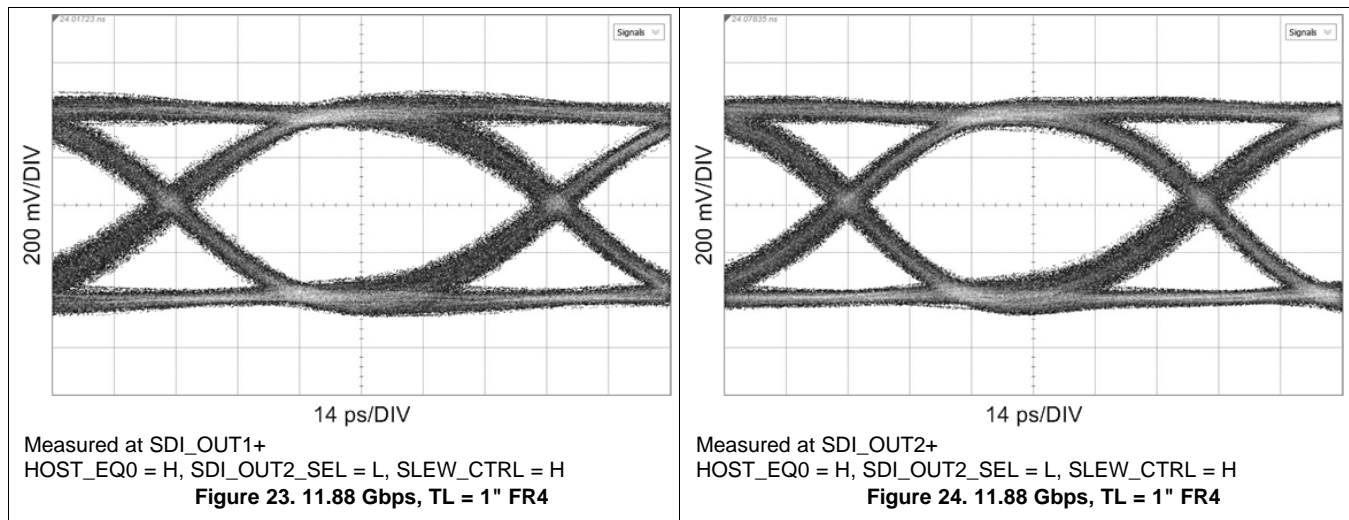 24.01723 ns
Signals
200 mV/DIV
14 ps/DIV
Measured at SDI_OUT1+
HOST_EQ0 = H, SDI_OUT2_SEL = L, SLEW_CTRL = H
Figure 23. 11.88 Gbps, TL = 1" FR4
24.07835 ns
Signals
200 mV/DIV
14 ps/DIV
Measured at SDI_OUT2+
HOST_EQ0 = H, SDI_OUT2_SEL = L, SLEW_CTRL = H
Figure 24. 11.88 Gbps, TL = 1" FR4